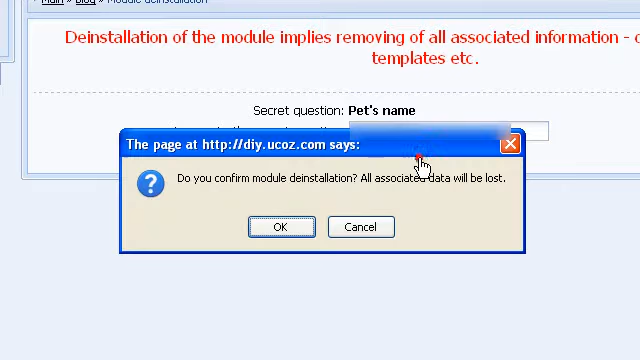 Main » Blog » Module deinstallation
Deinstallation of the module implies removing of all associated information -
templates etc.
Secret question: Pet's name
The page at http://diy.ucoz.com says:
Do you confirm module deinstallation? All associated data will be lost.
OK
Cancel